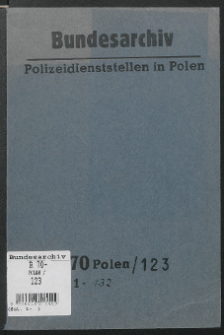 Bundesarchiv
Polizeidienststellen in Polen
70 Polen/123
1-132
Bundesarchiv
R 70-
POLEN /
123